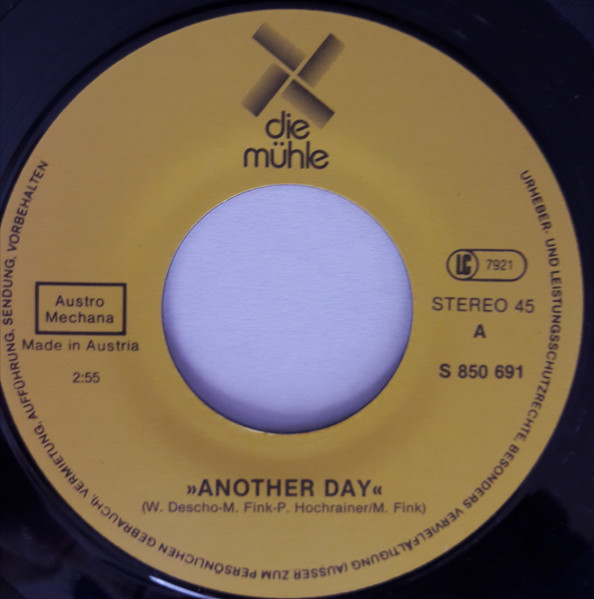 die
mühle
LC 7921
STEREO 45
A
S 850 691
Austro
Mechana
Made in Austria
2:55
»ANOTHER DAY«
(W. Descho-M. Fink-P. Hochrainer/M. Fink)
URHEBER- UND LEISTUNGSSCHUTZRECHTE, BESONDERS VERVIELFÄLTIGUNG (AUSSER ZUM PERSÖNLICHEN GEBRAUCH), VERMIETUNG, AUFFÜHRUNG, SENDUNG, VORBEHALTEN